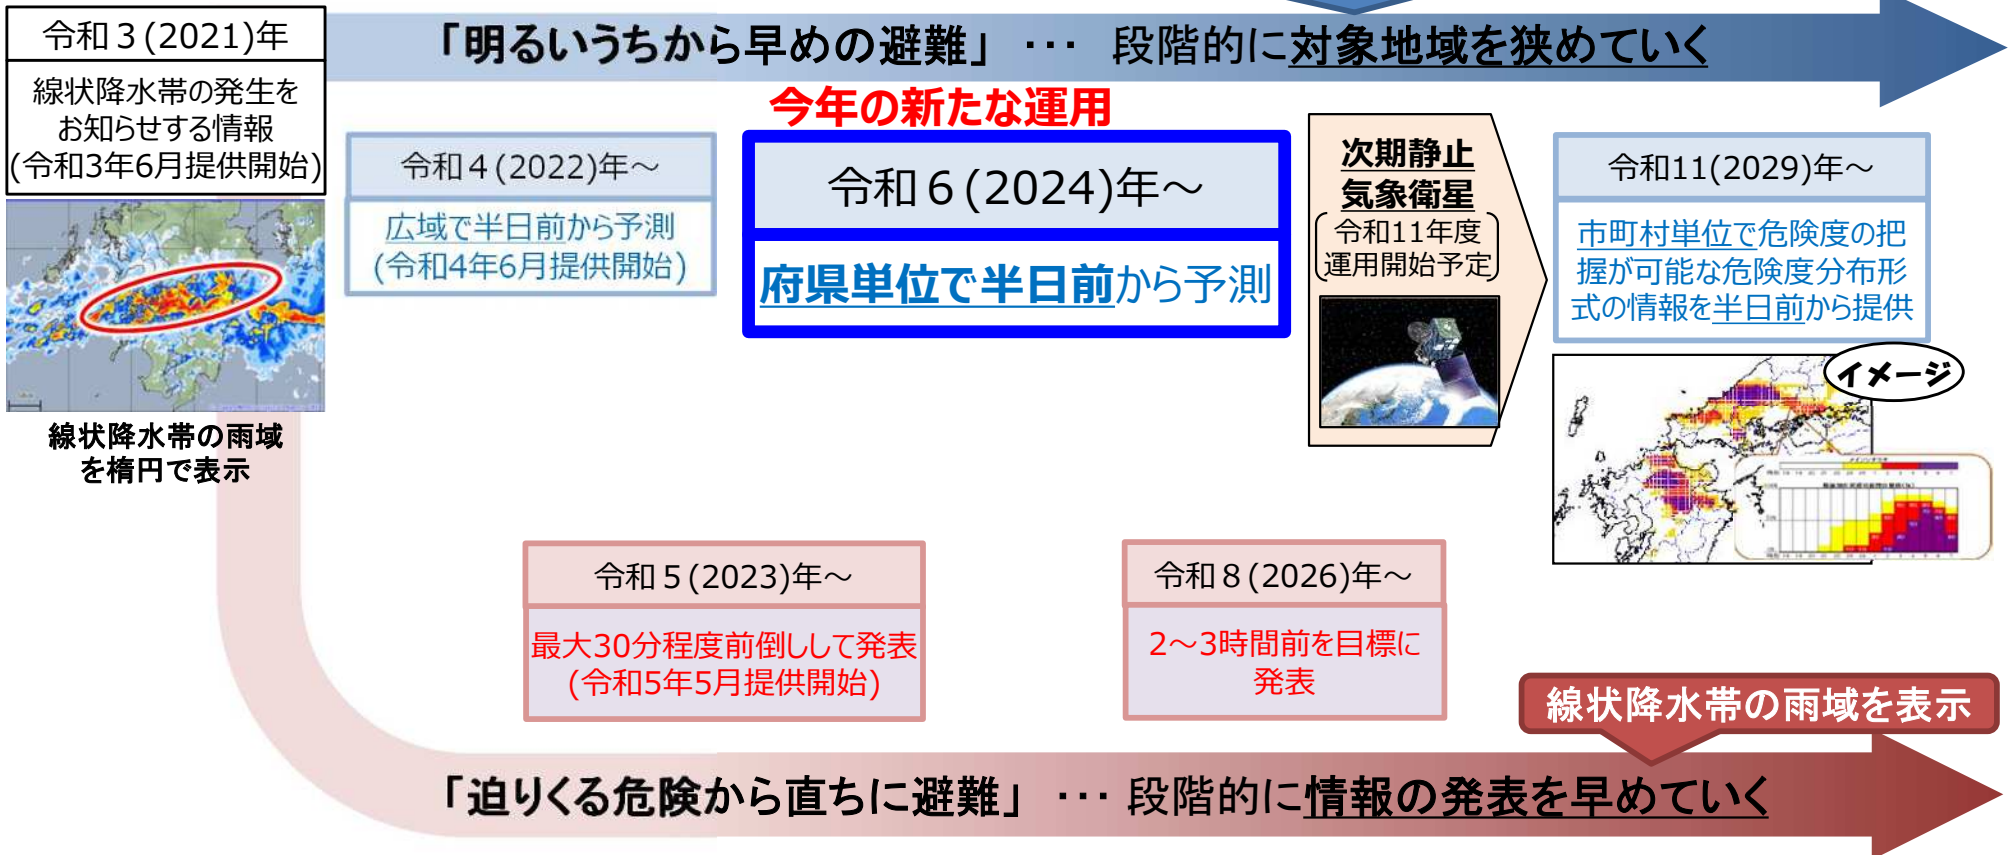 令和３(2021)年
線状降水帯の発生を
お知らせする情報
(令和3年6月提供開始)
線状降水帯の雨域
を楕円で表示
「明るいうちから早めの避難」 ･･･ 段階的に対象地域を狭めていく
令和４(2022)年～
広域で半日前から予測
(令和4年6月提供開始)
今年の新たな運用
令和６(2024)年～
府県単位で半日前から予測
次期静止
気象衛星
令和11年度
運用開始予定
令和11(2029)年～
市町村単位で危険度の把
握が可能な危険度分布形
式の情報を半日前から提供
イメージ
令和５(2023)年～
最大30分程度前倒しして発表
(令和5年5月提供開始)
令和８(2026)年～
2～3時間前を目標に
発表
線状降水帯の雨域を表示
「迫りくる危険から直ちに避難」 ･･･ 段階的に情報の発表を早めていく